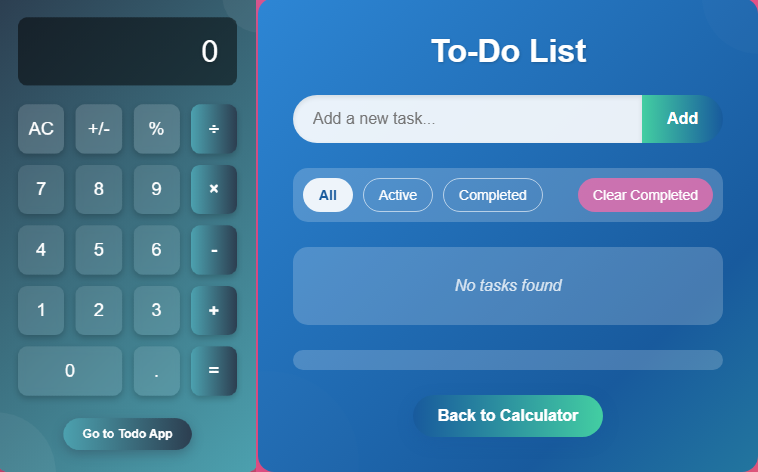 0
AC +/- % ÷
7 8 9 ×
4 5 6 -
1 2 3 +
0 . =
Go to Todo App
To-Do List
Add a new task... Add
All Active Completed Clear Completed
No tasks found
Back to Calculator